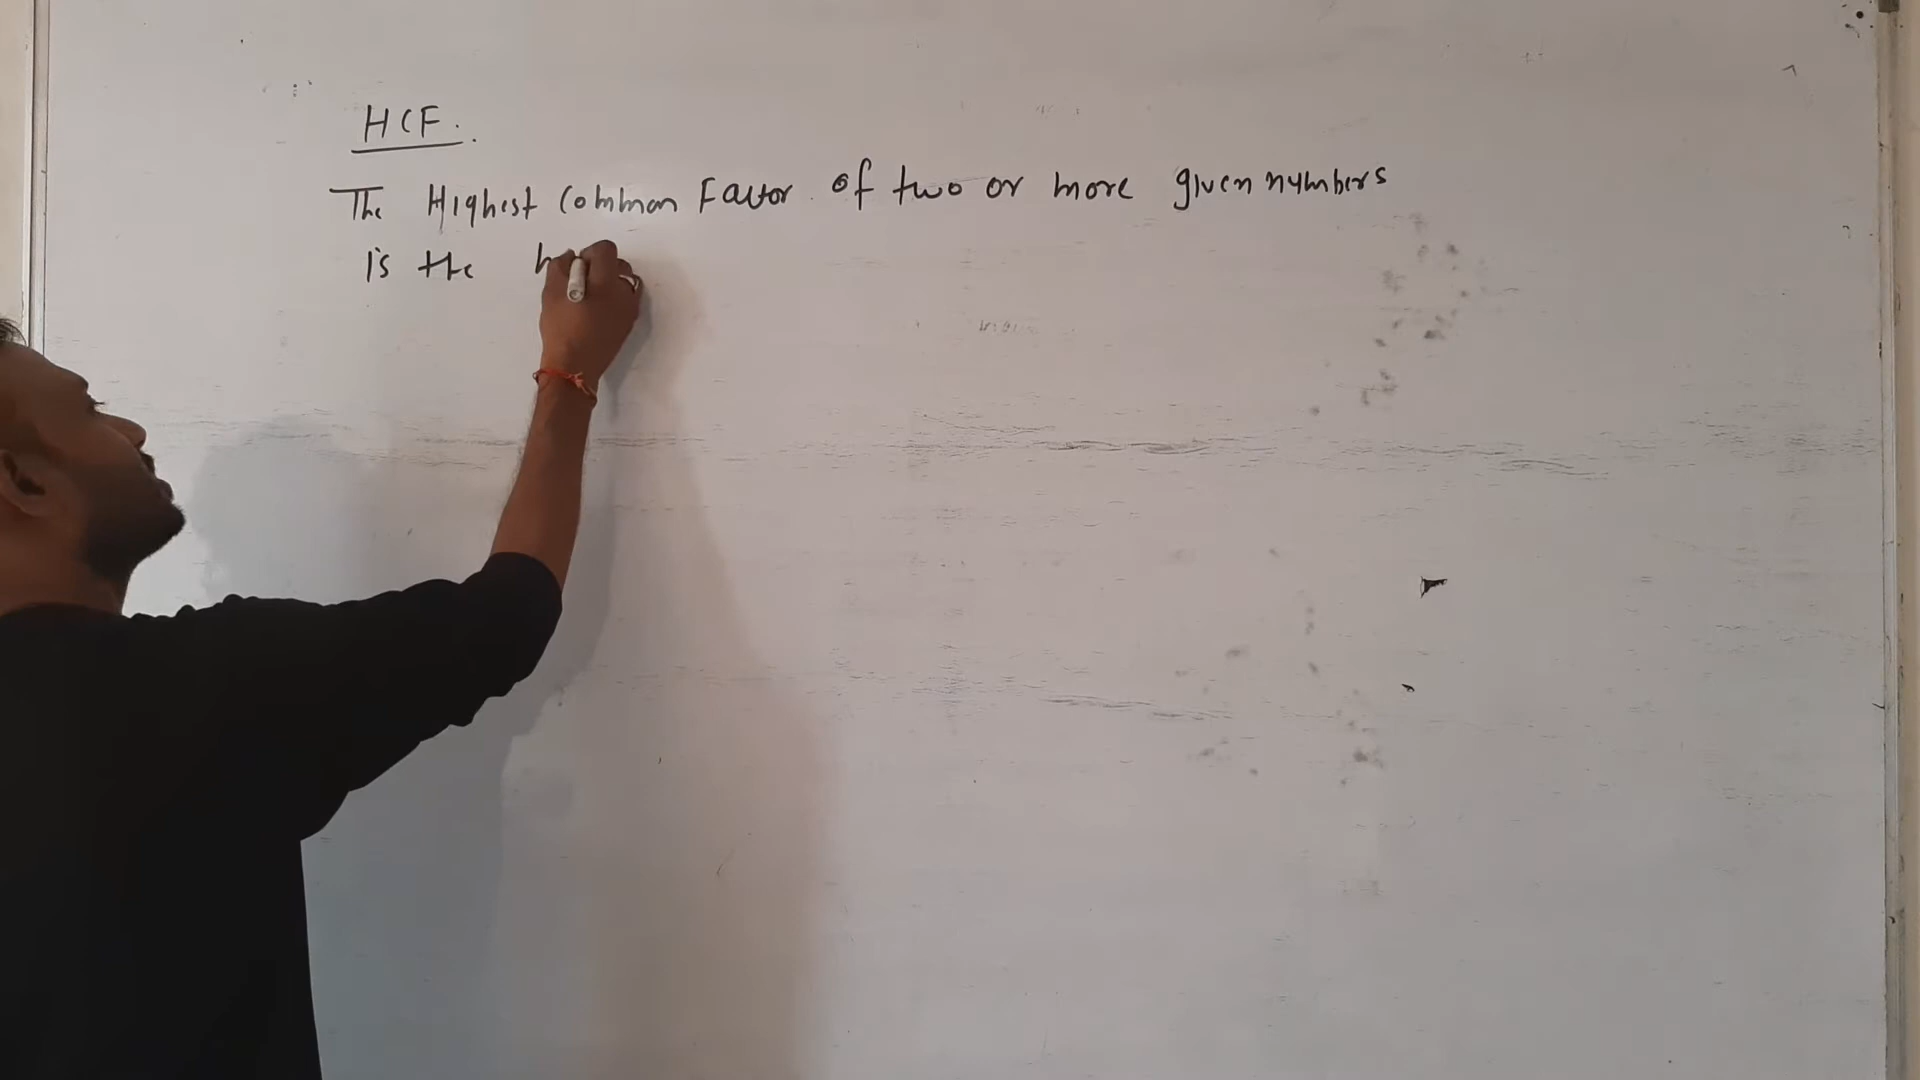 HCF.
The Highest Common Factor of two or more given numbers
is the